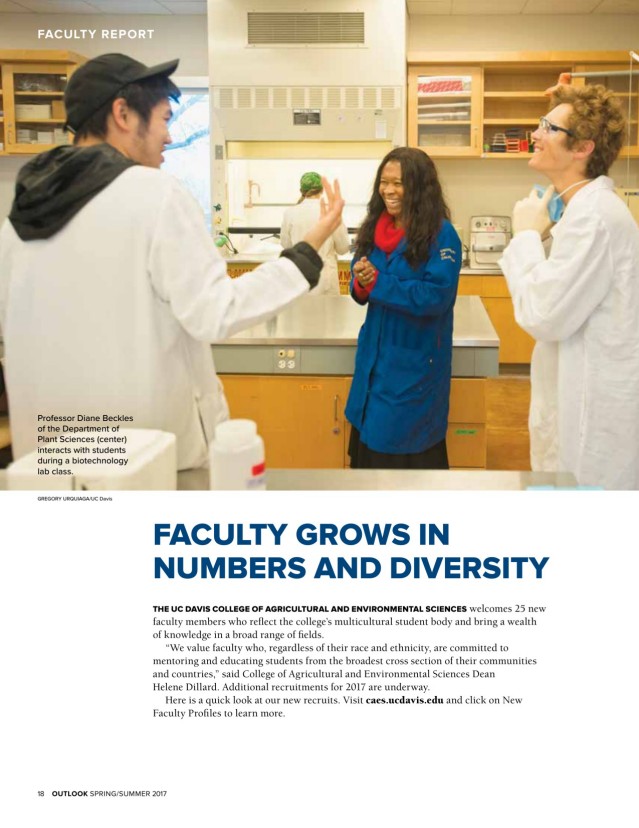 FACULTY REPORT
Professor Diane Beckles
of the Department of
Plant Sciences (center)
interacts with students
during a biotechnology
lab class.
GREGORY URQUIAGA/UC Davis
FACULTY GROWS IN
NUMBERS AND DIVERSITY
THE UC DAVIS COLLEGE OF AGRICULTURAL AND ENVIRONMENTAL SCIENCES welcomes 25 new
faculty members who reflect the college's multicultural student body and bring a wealth
of knowledge in a broad range of fields.
"We value faculty who, regardless of their race and ethnicity, are committed to
mentoring and educating students from the broadest cross section of their communities
and countries," said College of Agricultural and Environmental Sciences Dean
Helene Dillard. Additional recruitments for 2017 are underway.
Here is a quick look at our new recruits. Visit caes.ucdavis.edu and click on New
Faculty Profiles to learn more.
18 OUTLOOK SPRING/SUMMER 2017